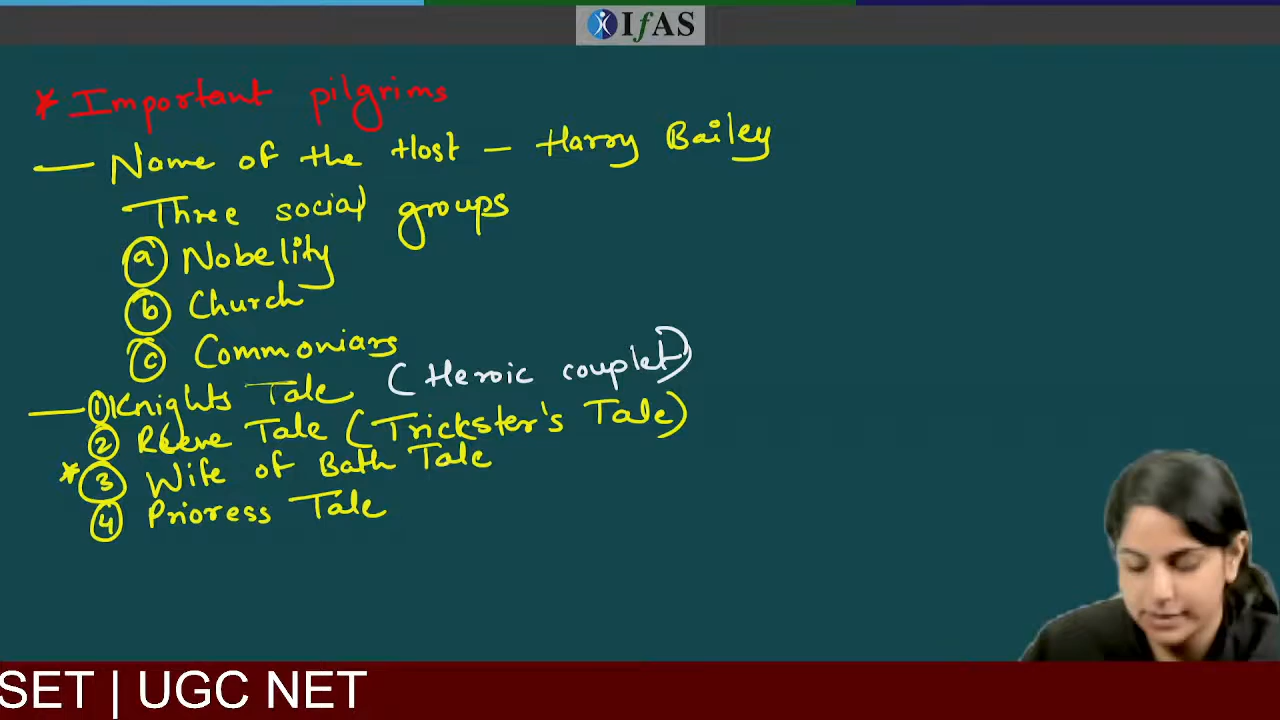 IfAS
* Important pilgrims
— Name of the Host – Harry Bailey
Three social groups
(a) Nobelity
(b) Church
(c) Commoniars
— (1) Knights Tale (Heroic couplet)
(2) Reeve Tale (Trickster's Tale)
* (3) Wife of Bath Tale
(4) Prioress Tale
SET | UGC NET